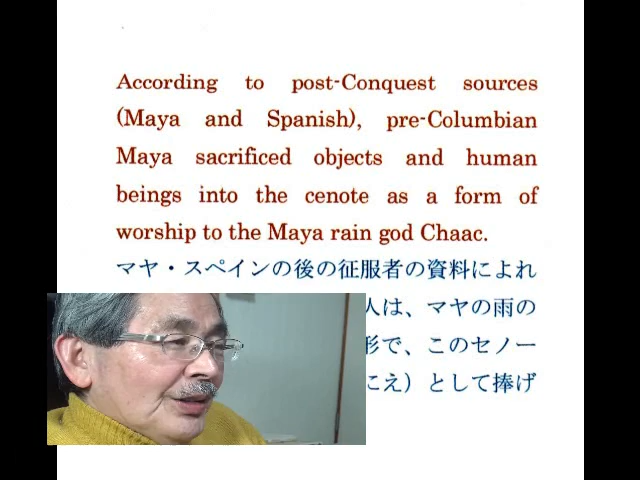 According to post-Conquest sources
(Maya and Spanish), pre-Columbian
Maya sacrificed objects and human
beings into the cenote as a form of
worship to the Maya rain god Chaac.
マヤ・スペインの後の征服者の資料によれ
人は、マヤの雨の
形で、このセノー
にえ）として捧げ